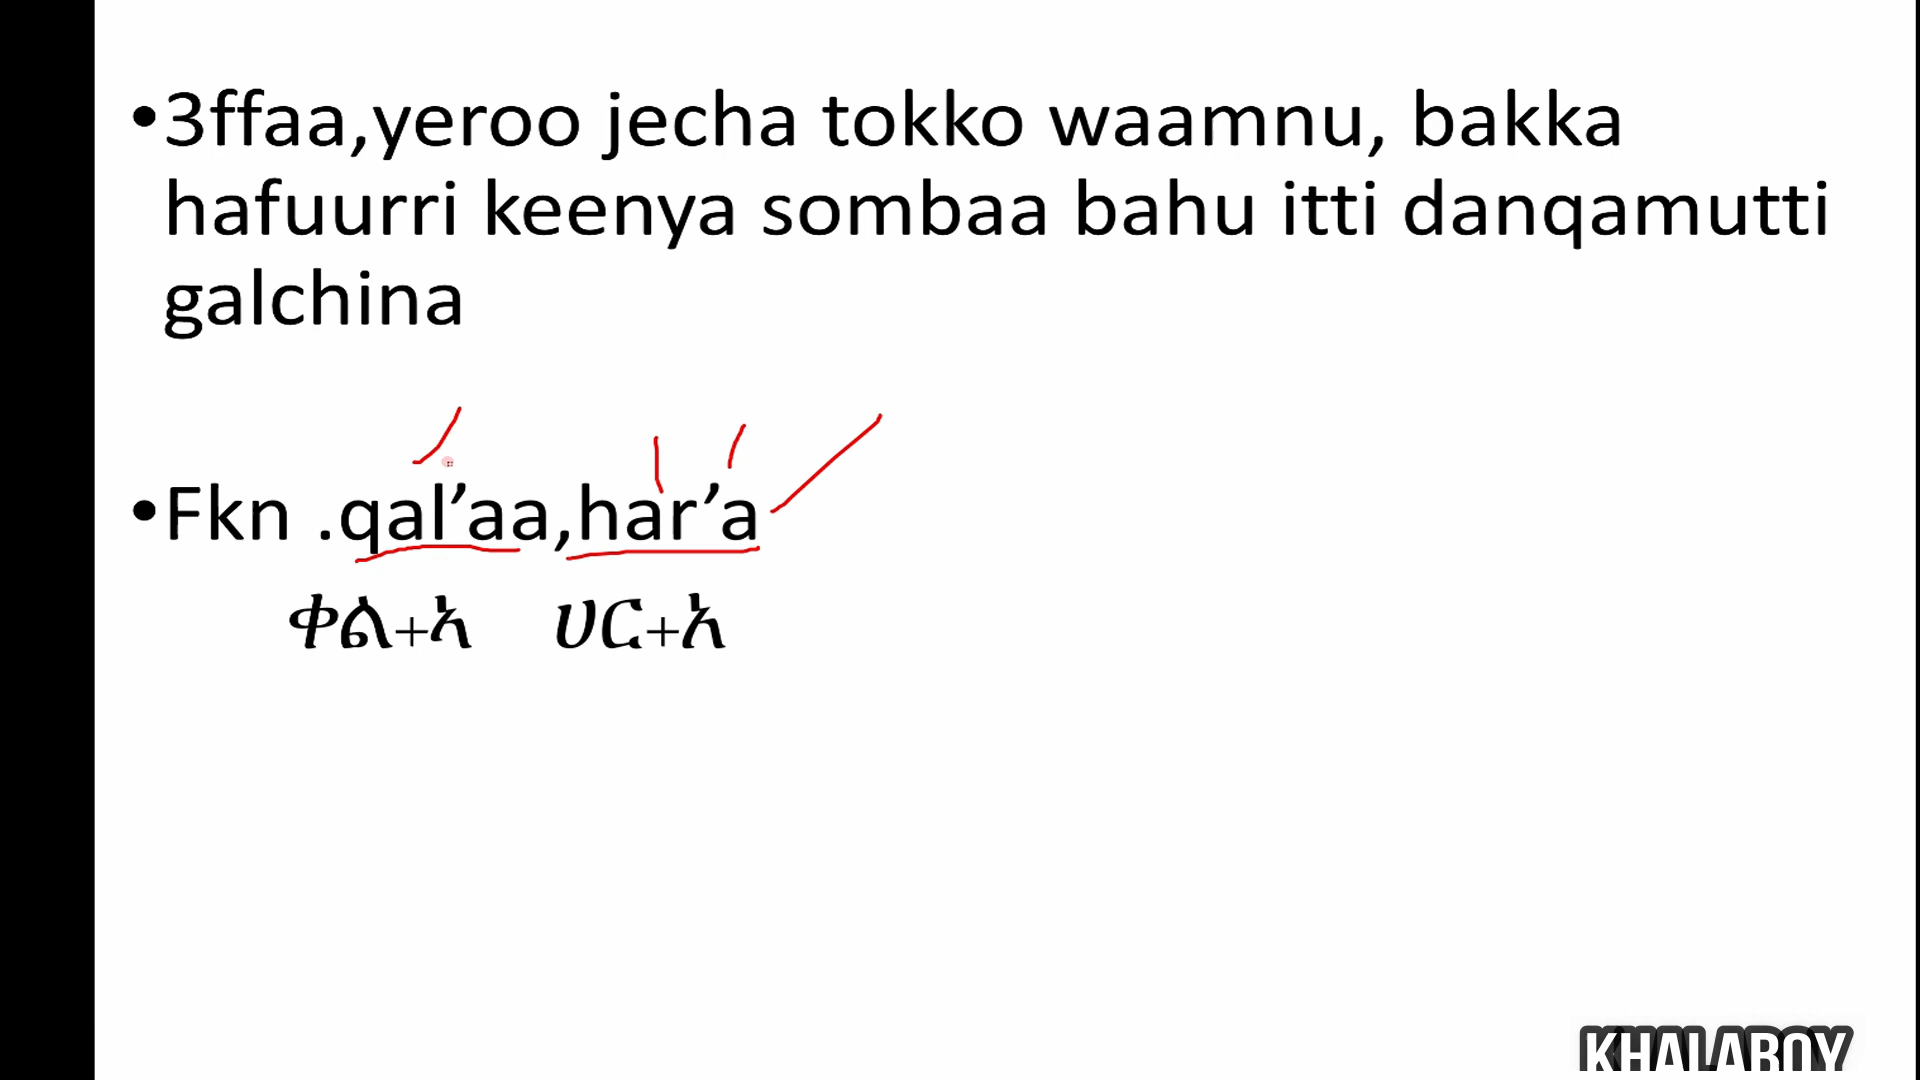 •3ffaa,yeroo jecha tokko waamnu, bakka
hafuurri keenya sombaa bahu itti danqamutti
galchina
•Fkn .qal’aa,har’a
ቀል+ኣ ሀር+አ
KHALABOY